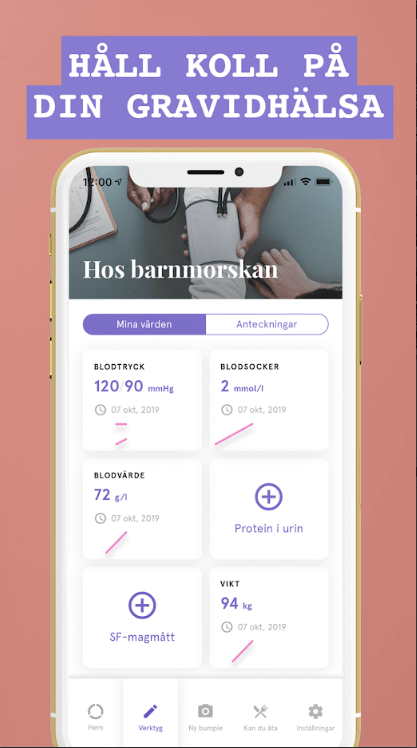 HÅLL KOLL PÅ
DIN GRAVIDHÄLSA
12:00
Hos barnmorskan
Mina värden
Anteckningar
BLODTRYCK
120/90 mmHg
07 okt, 2019
BLODSOCKER
2 mmol/l
07 okt, 2019
BLODVÄRDE
72 g/l
07 okt, 2019
Protein i urin
SF-magmått
VIKT
94 kg
07 okt, 2019
Hem
Verktyg
Ny bumpie
Kan du äta
Inställningar